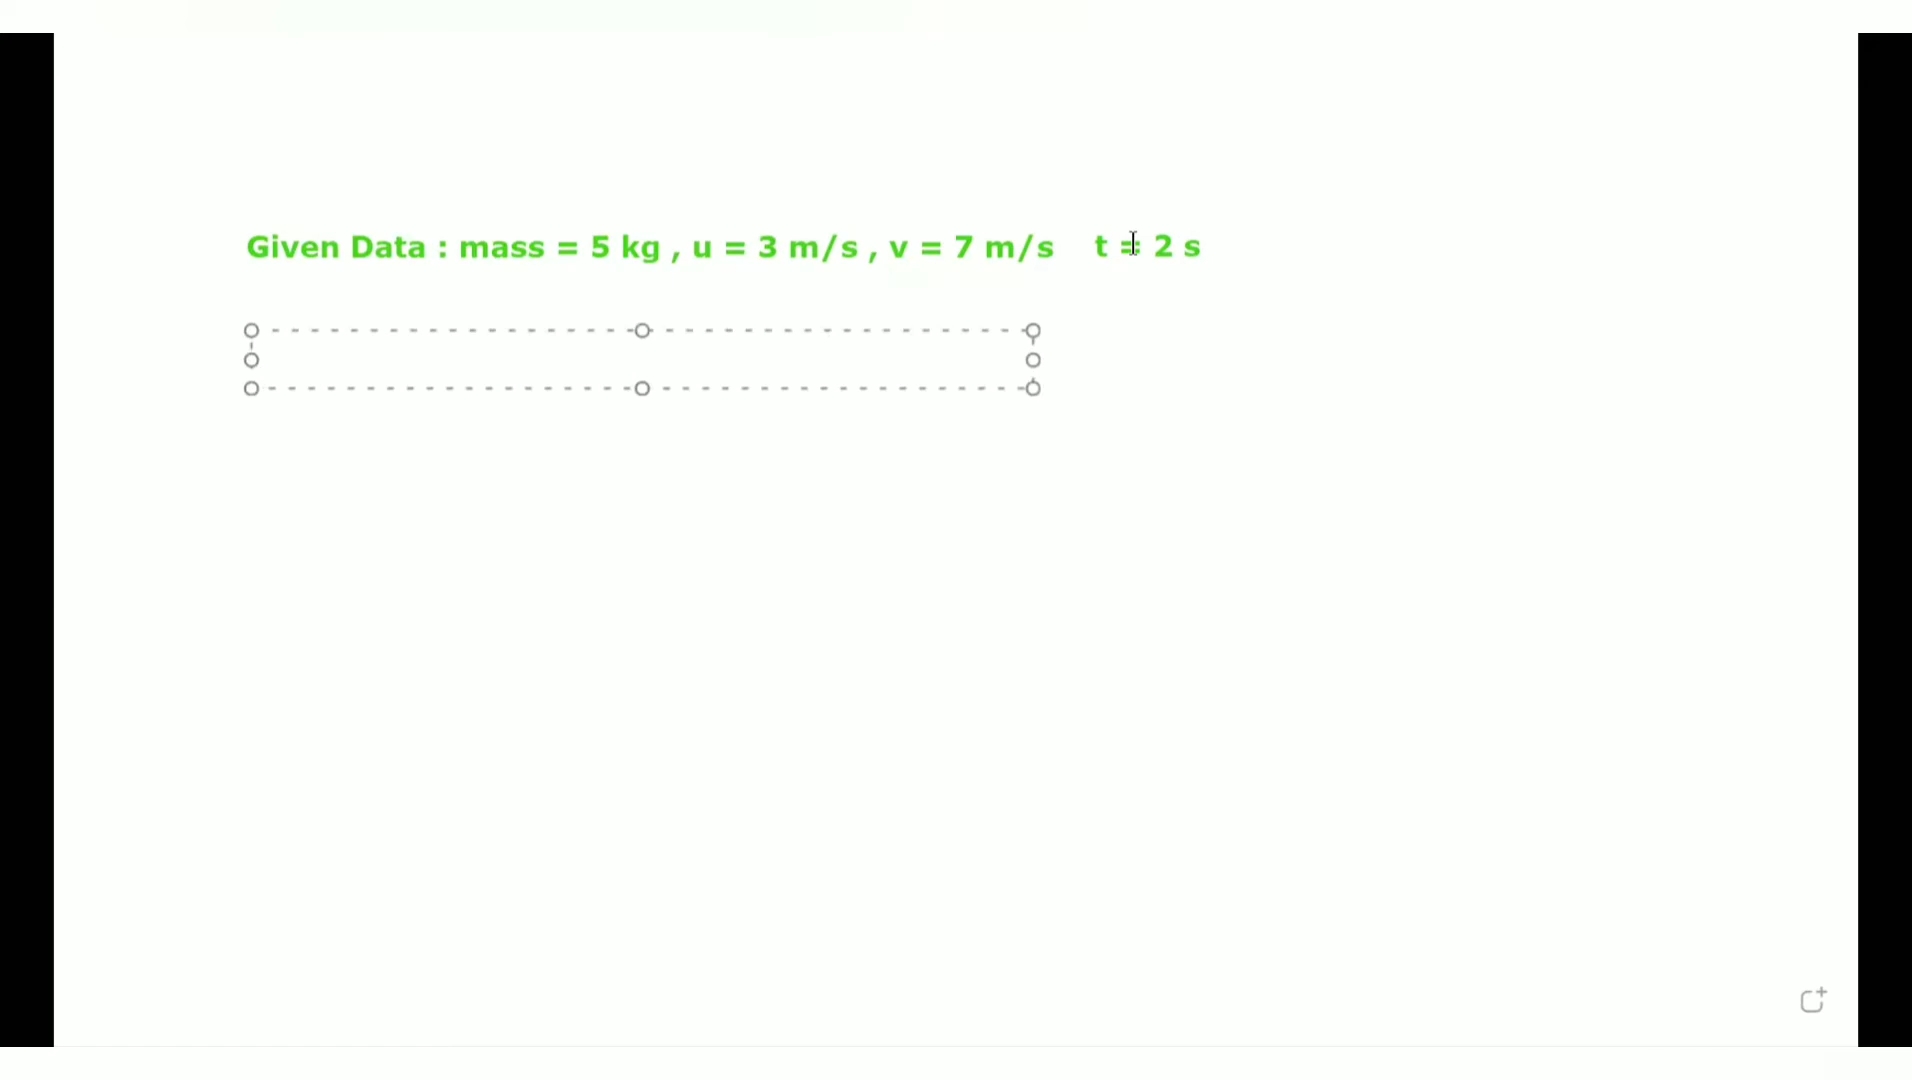 Given Data : mass = 5 kg , u = 3 m/s , v = 7 m/s t = 2 s